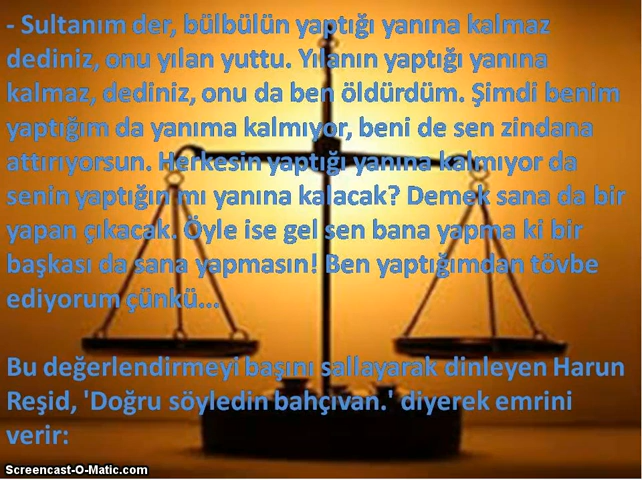 - Sultanım der, bülbülün yaptığı yanına kalmaz
dediniz, onu yılan yuttu. Yılanın yaptığı yanına
kalmaz, dediniz, onu da ben öldürdüm. Şimdi benim
yaptığım da yanıma kalmıyor, beni de sen zindana
attırıyorsun. Herkesin yaptığı yanına kalmıyor da
senin yaptığın mı yanına kalacak? Demek sana da bir
yapan çıkacak. Öyle ise gel sen bana yapma ki bir
başkası da sana yapmasın! Ben yaptığımdan tövbe
ediyorum çünkü...
Bu değerlendirmeyi başını sallayarak dinleyen Harun
Reşid, 'Doğru söyledin bahçıvan.' diyerek emrini
verir:
Screencast-O-Matic.com